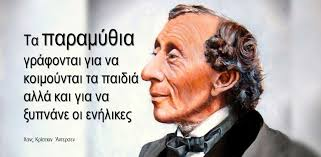 Τα παραμύθια
γράφονται για να
κοιμούνται τα παιδιά
αλλά και για να
ξυπνάνε οι ενήλικες
Χανς Κρίστιαν Άντερσεν